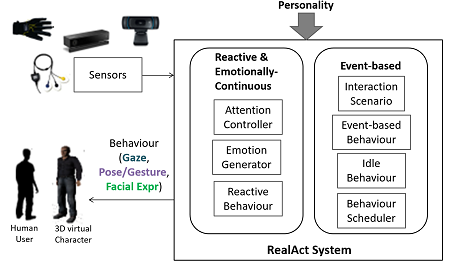 Personality
Sensors
Reactive &
Emotionally-
Continuous
Attention
Controller
Emotion
Generator
Reactive
Behaviour
Event-based
Interaction
Scenario
Event-based
Behaviour
Idle
Behaviour
Behaviour
Scheduler
RealAct System
Behaviour
(Gaze,
Pose/Gesture,
Facial Expr)
Human
User
3D virtual
Character